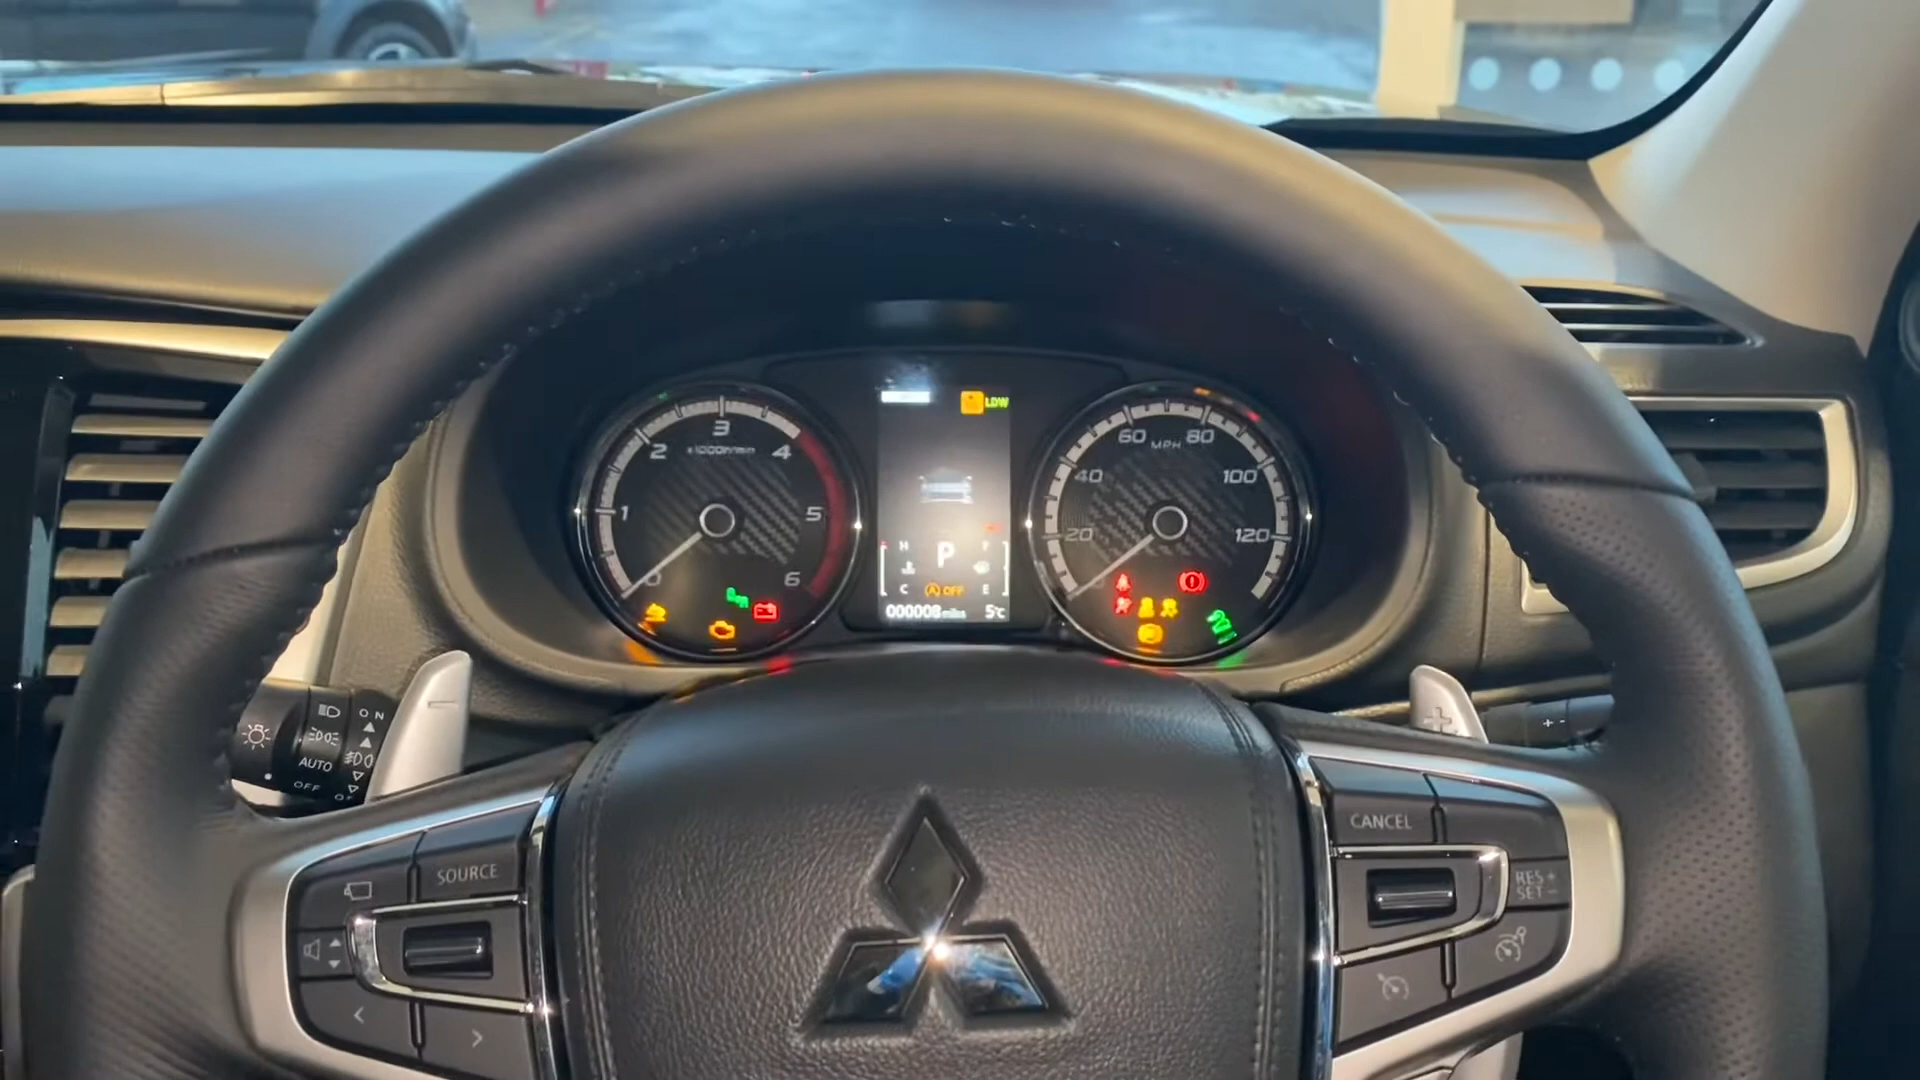 LDW
3
2
x1000r/min
4
1
5
0
6
H
P
F
C
A OFF
E
000008 miles
5°C
60
MPH
80
40
100
20
120
ON
AUTO
OFF
−
+
+ -
SOURCE
<
>
CANCEL
RES +
SET −